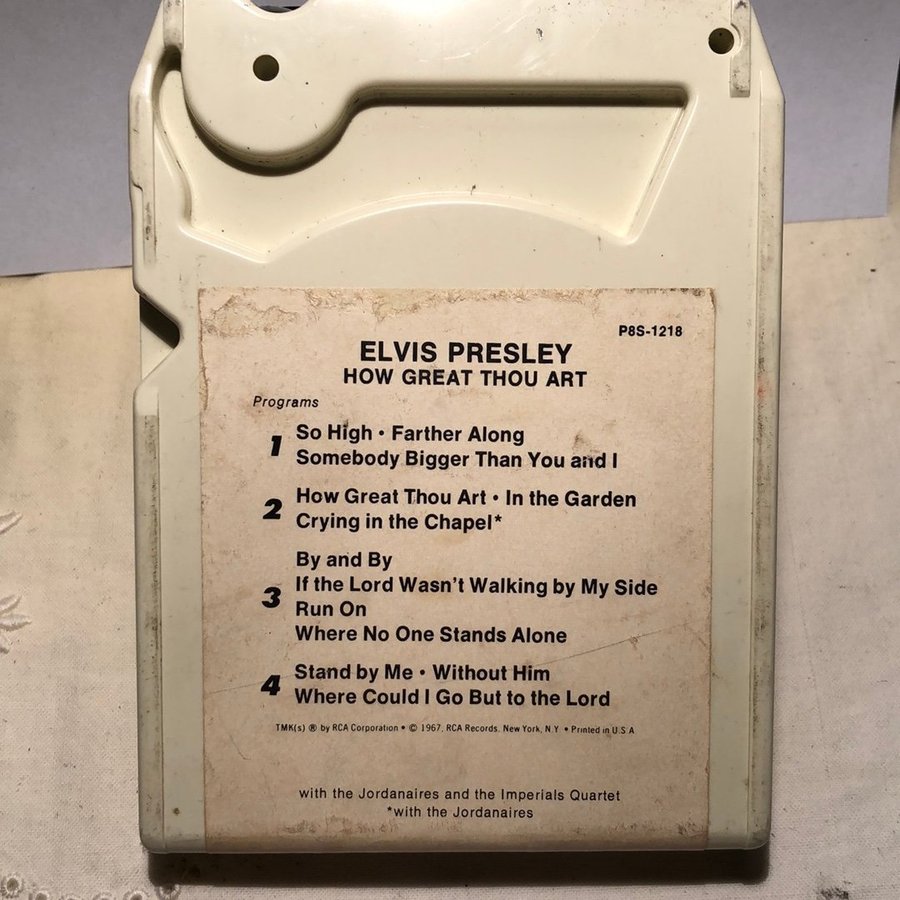 P8S-1218
ELVIS PRESLEY
HOW GREAT THOU ART
Programs
1 So High • Farther Along
Somebody Bigger Than You and I
2 How Great Thou Art • In the Garden
Crying in the Chapel*
By and By
3 If the Lord Wasn't Walking by My Side
Run On
Where No One Stands Alone
4 Stand by Me • Without Him
Where Could I Go But to the Lord
TMK(s) ® by RCA Corporation • © 1967, RCA Records, New York, N.Y. • Printed in U.S.A.
with the Jordanaires and the Imperials Quartet
*with the Jordanaires